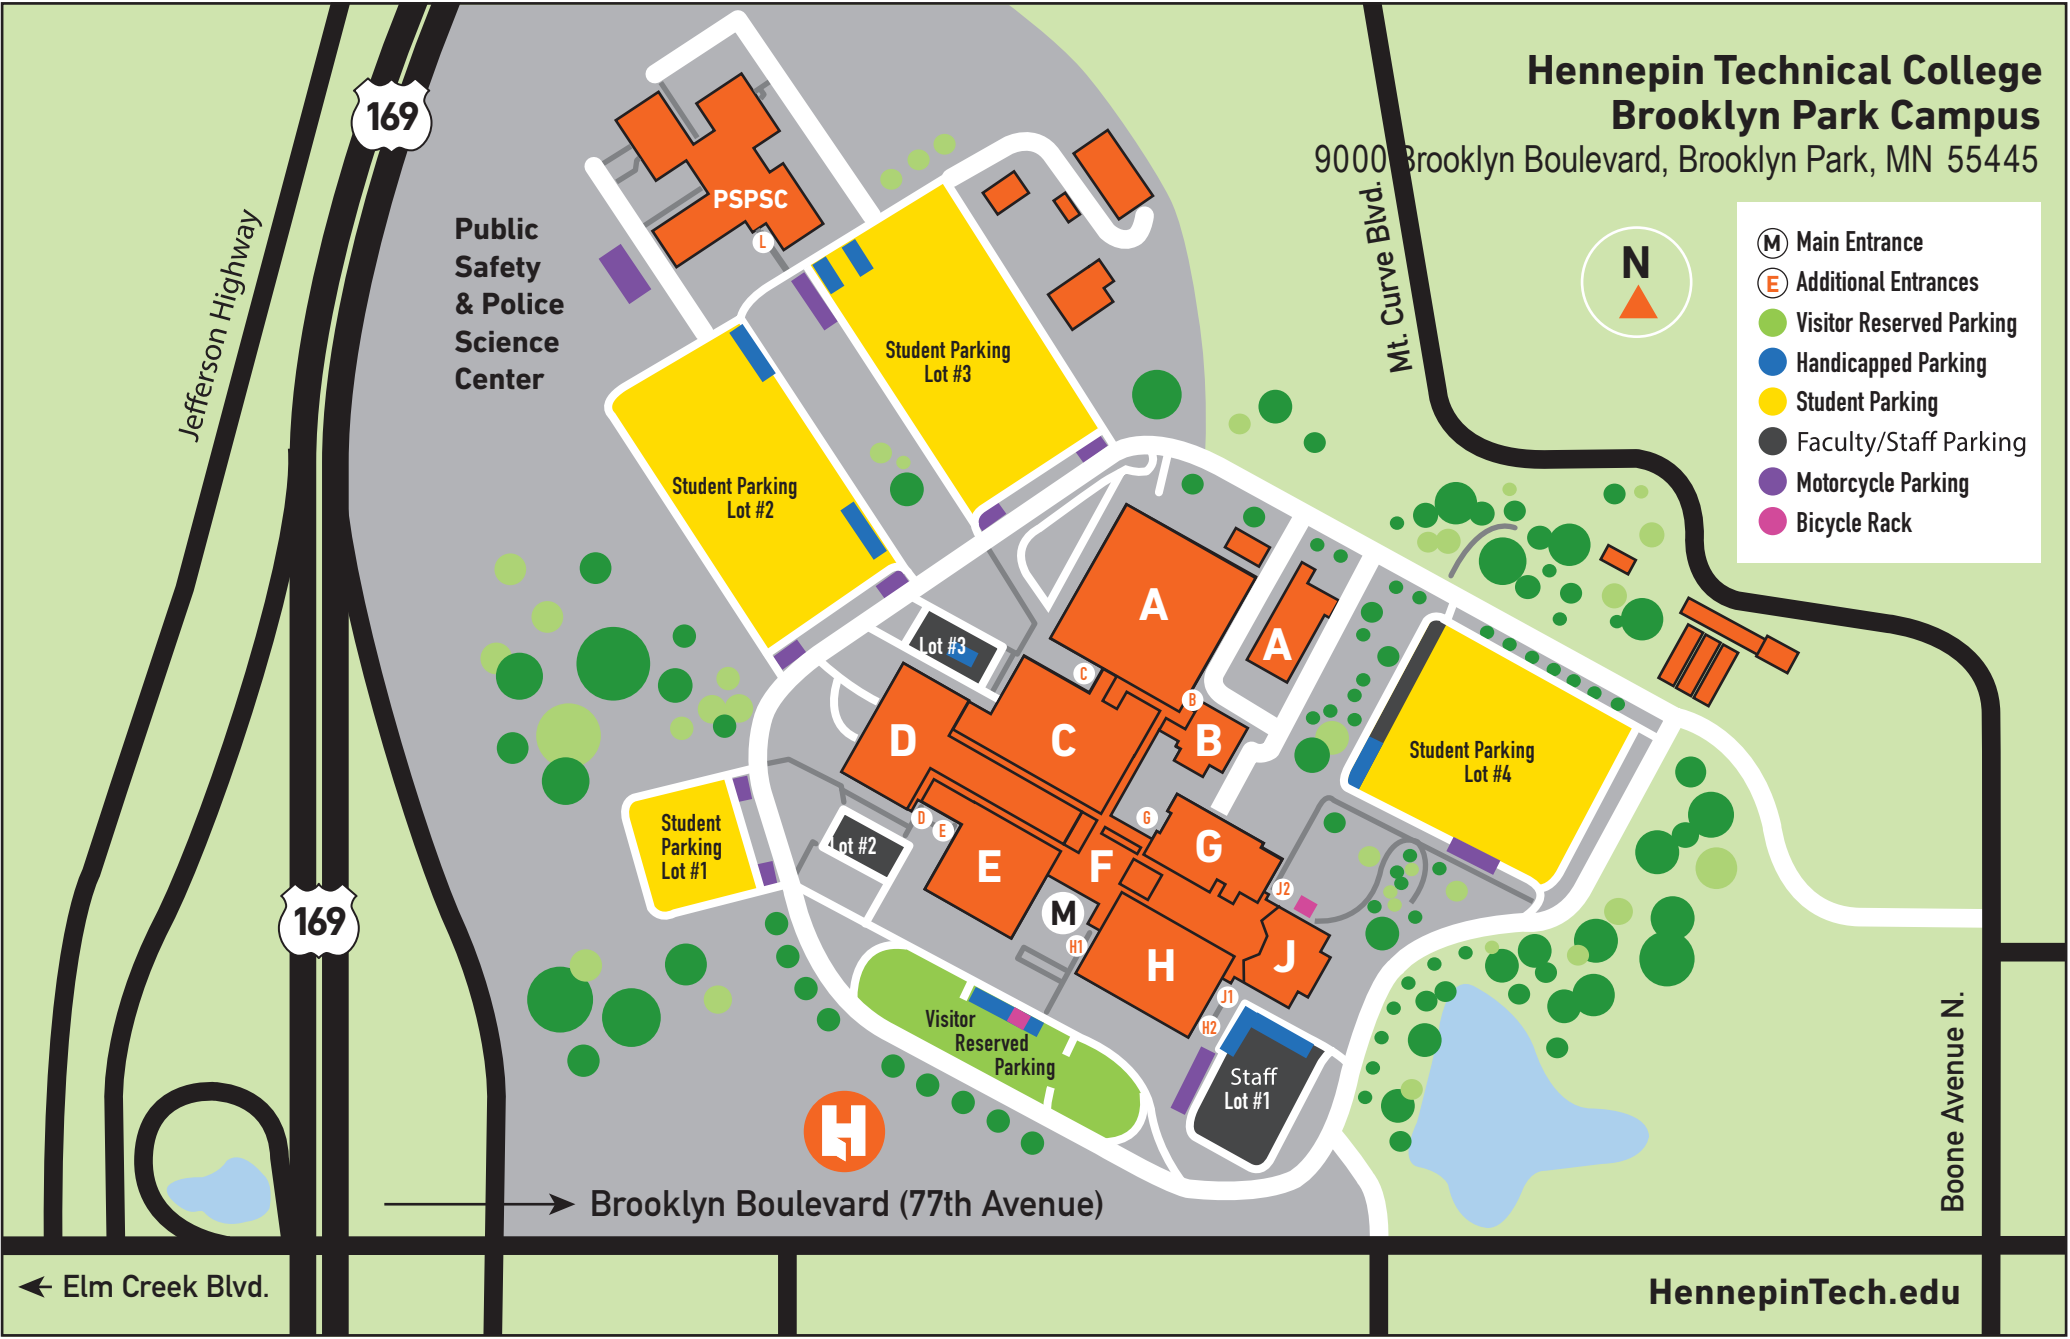 Hennepin Technical College
Brooklyn Park Campus
9000 Brooklyn Boulevard, Brooklyn Park, MN 55445
N
M Main Entrance
E Additional Entrances
Visitor Reserved Parking
Handicapped Parking
Student Parking
Faculty/Staff Parking
Motorcycle Parking
Bicycle Rack
169
Jefferson Highway
Mt. Curve Blvd.
PSPSC
L
Public
Safety
& Police
Science
Center
Student Parking
Lot #3
Student Parking
Lot #2
A
A
Lot #3
C
B
D
C
B
Student Parking
Lot #4
Student
Parking
Lot #1
D
E
G
Lot #2
E
F
G
J2
M
H1
H
J
J1
H2
169
Visitor
Reserved
Parking
Staff
Lot #1
H
Boone Avenue N.
Brooklyn Boulevard (77th Avenue)
Elm Creek Blvd.
HennepinTech.edu